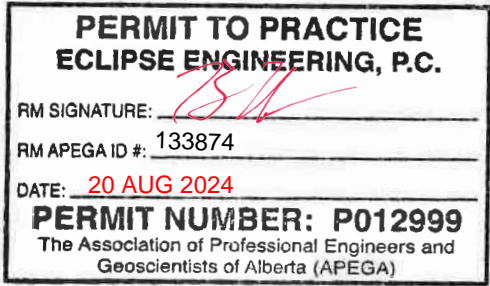 PERMIT TO PRACTICE
ECLIPSE ENGINEERING, P.C.
RM SIGNATURE:
RM APEGA ID #: 133874
DATE: 20 AUG 2024
PERMIT NUMBER: P012999
The Association of Professional Engineers and
Geoscientists of Alberta (APEGA)